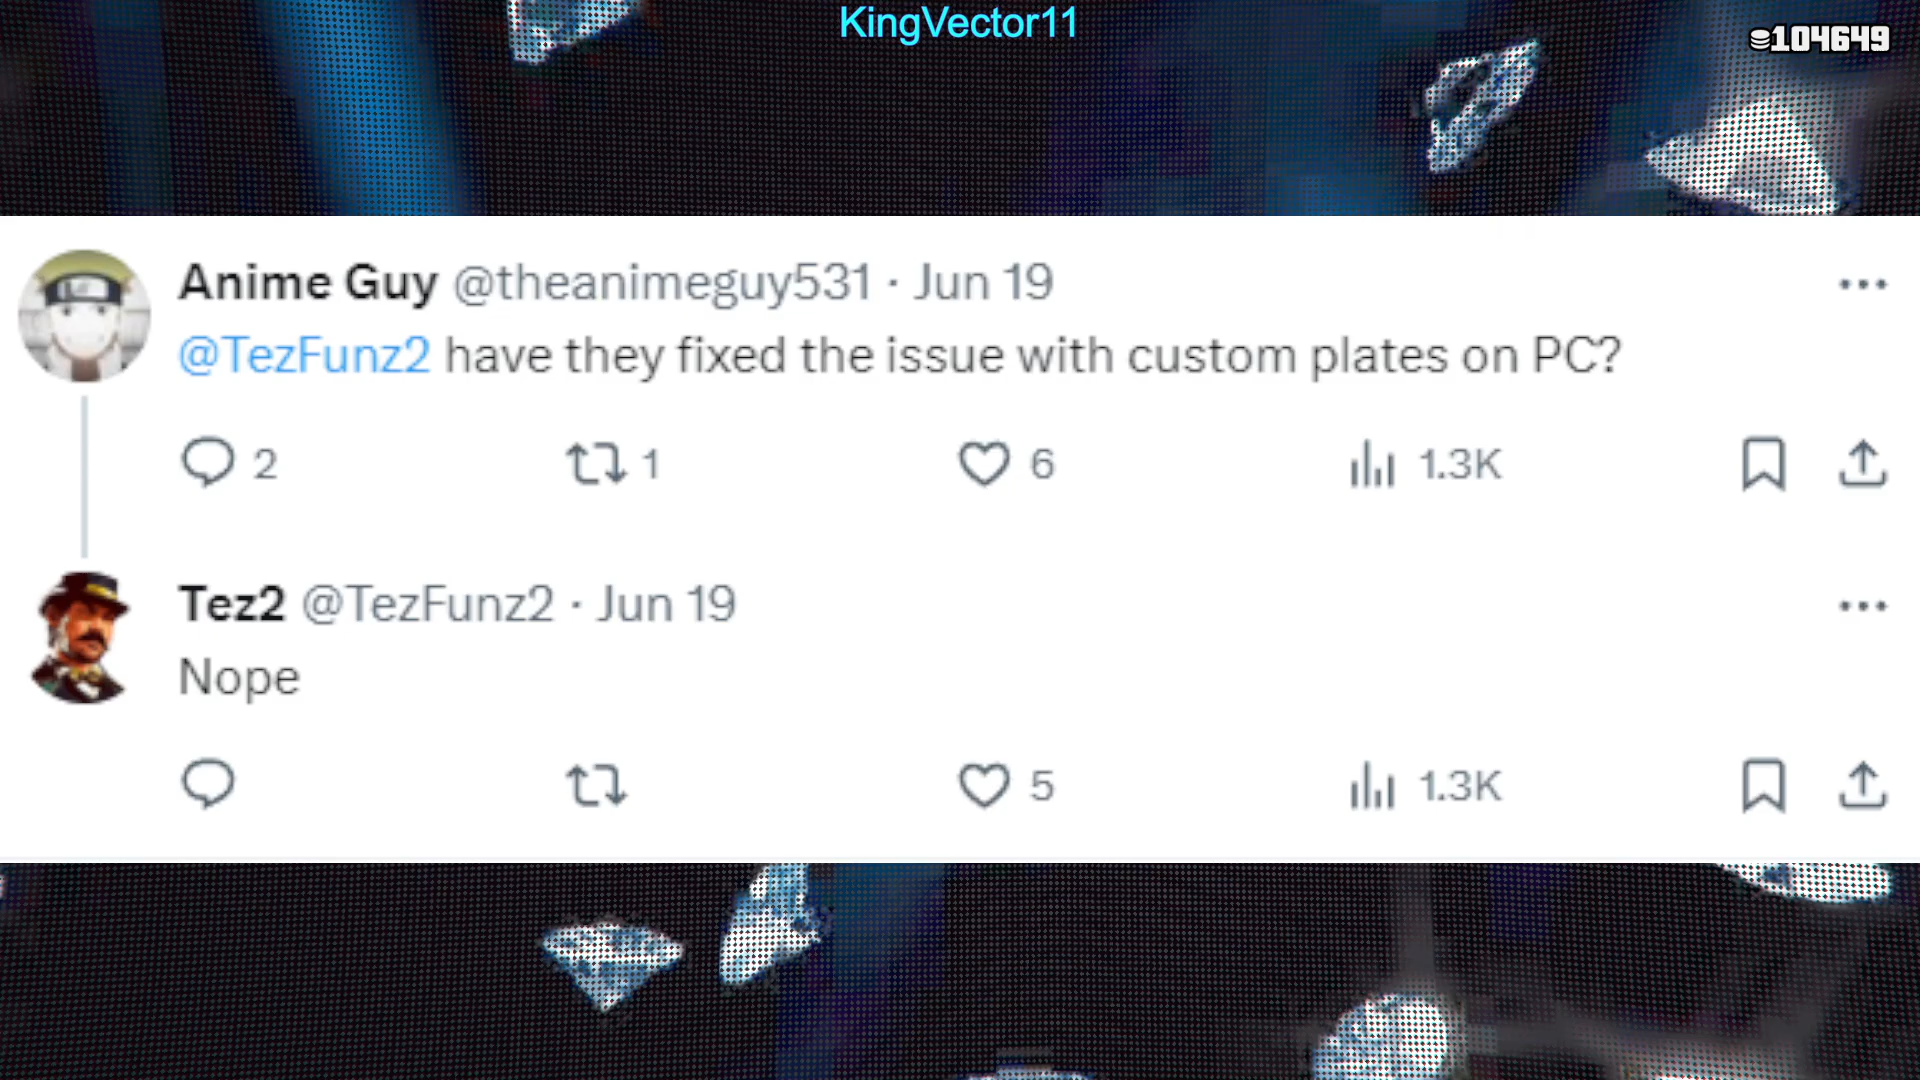 KingVector11
104649
Anime Guy @theanimeguy531 · Jun 19
@TezFunz2 have they fixed the issue with custom plates on PC?
2 1 6 1.3K
Tez2 @TezFunz2 · Jun 19
Nope
5 1.3K